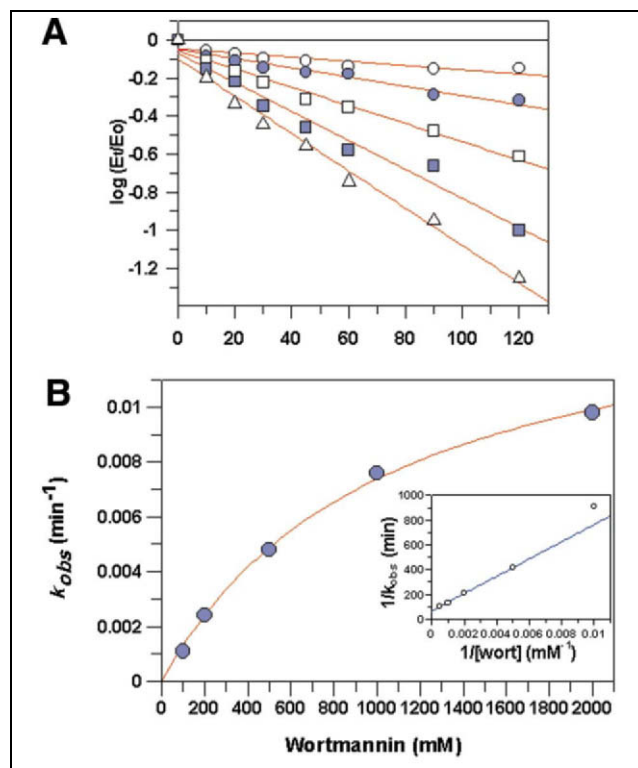 A
0
-0.2
-0.4
-0.6
-0.8
-1
-1.2
log (Et/Eo)
0 20 40 60 80 100 120
B
0.01
0.008
0.006
0.004
0.002
0
kobs (min-1)
0 200 400 600 800 1000 1200 1400 1600 1800 2000
Wortmannin (mM)
1000
800
600
400
200
0
1/kobs (min)
0 0.002 0.004 0.006 0.008 0.01
1/[wort] (mM-1)